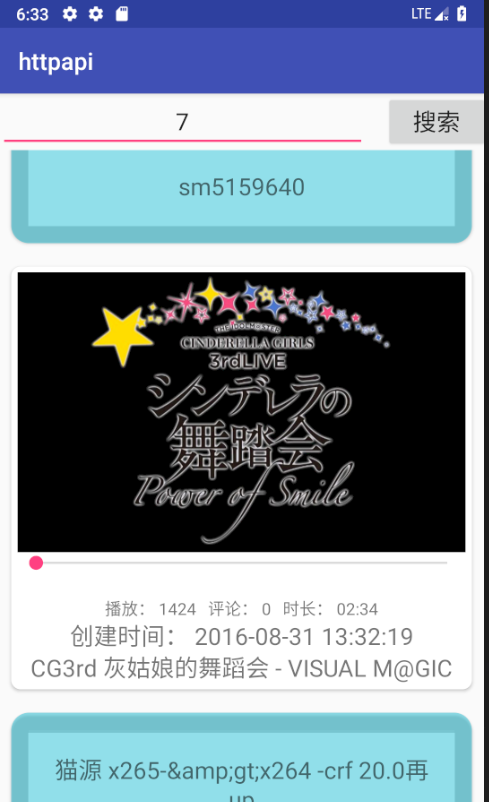 6:33 LTE
httpapi
7 搜索
sm5159640
THE IDOLM@STER
CINDERELLA GIRLS
3rdLIVE
シンデレラの
舞踏会
Power of Smile
播放： 1424 评论： 0 时长： 02:34
创建时间： 2016-08-31 13:32:19
CG3rd 灰姑娘的舞蹈会 - VISUAL M@GIC
猫源 x265-&amp;gt;x264 -crf 20.0再
up